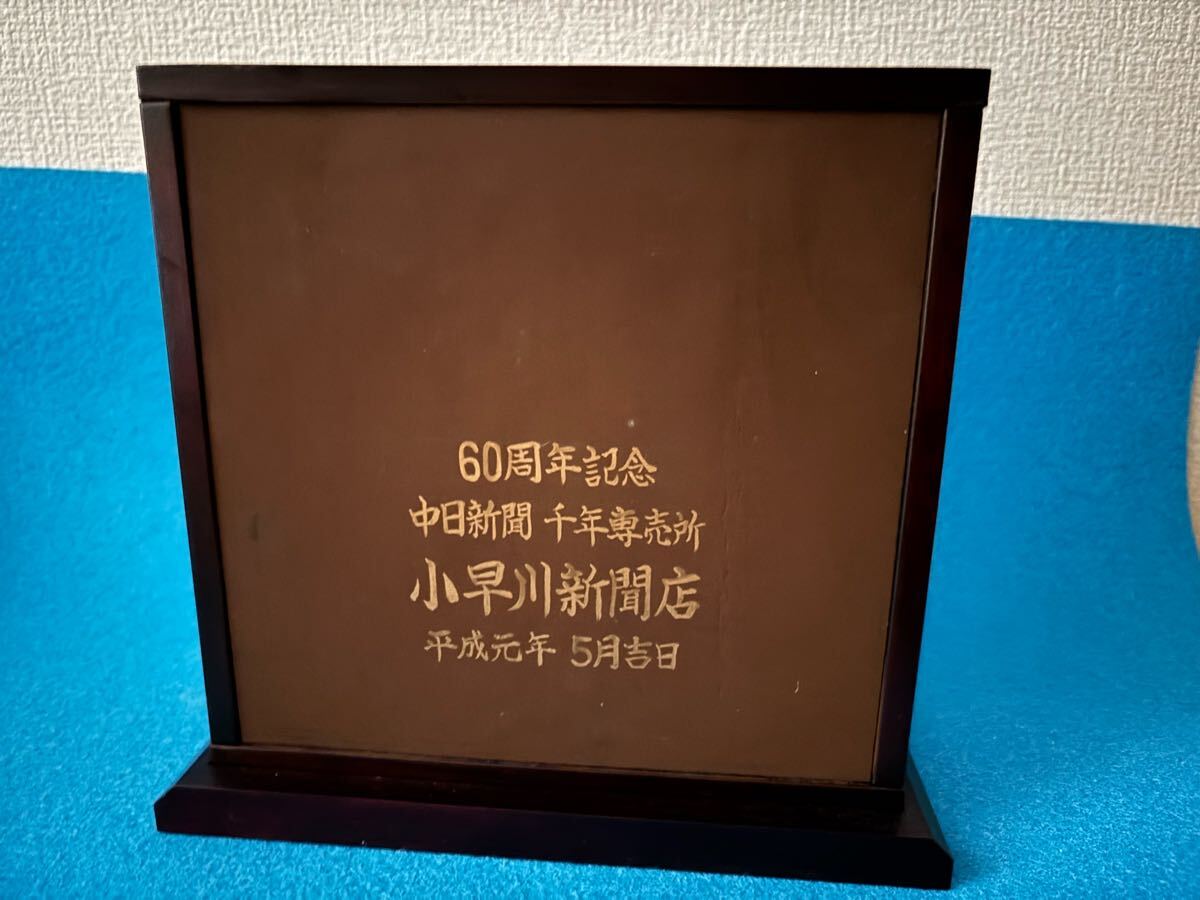 60周年記念
中日新聞 千年専売所
小早川新聞店
平成元年 5月吉日